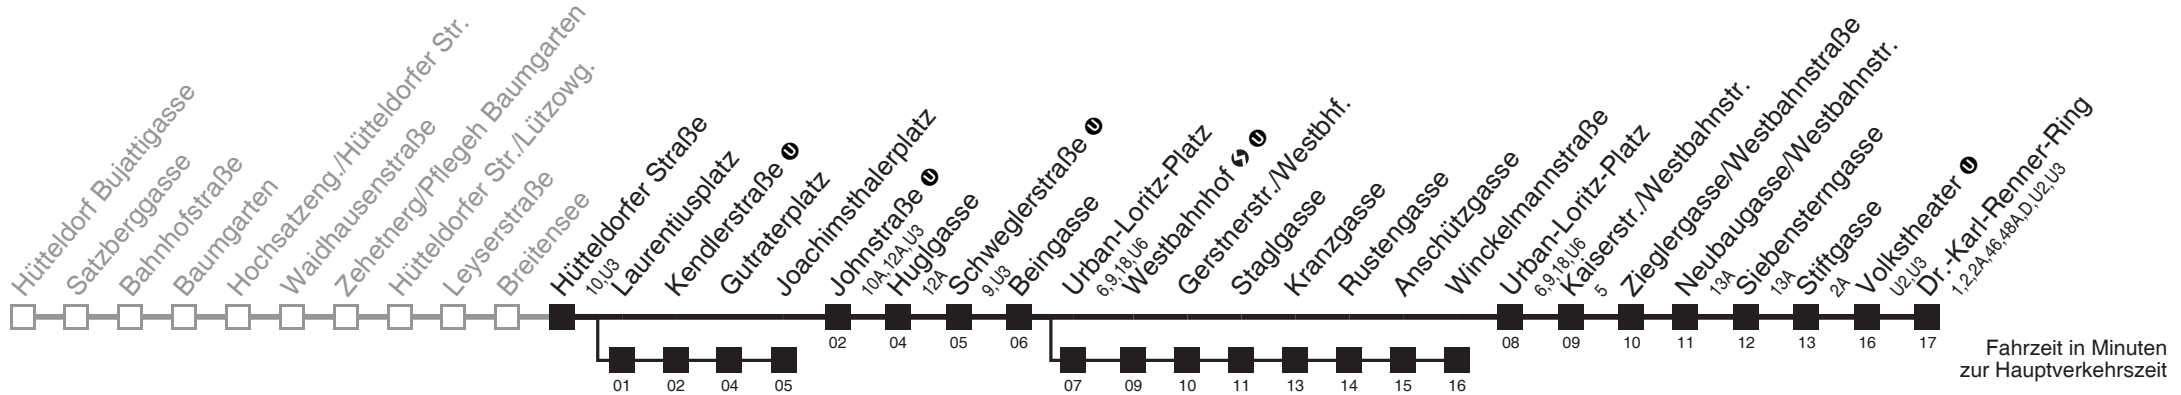 Hütteldorf Bujattigasse
Satzberggasse
Bahnhofstraße
Baumgarten
Hochsatzeng./Hütteldorfer Str.
Waidhausenstraße
Zehetnerg/Pflegeh Baumgarten
Hütteldorfer Str./Lützowg.
Leyserstraße
Breitensee
Hütteldorfer Straße
10,U3
Laurentiusplatz
Kendlerstraße U
Gutraterplatz
Joachimsthalerplatz
Johnstraße U
10A,12A,U3
Huglgasse
12A
Schweglerstraße U
9,U3
Beingasse
Urban-Loritz-Platz
6,9,18,U6
Westbahnhof U
Gerstnerstr./Westbhf.
Staglgasse
Kranzgasse
Rustengasse
Anschützgasse
Winckelmannstraße
Urban-Loritz-Platz
6,9,18,U6
Kaiserstr./Westbahnstr.
5
Zieglergasse/Westbahnstraße
Neubaugasse/Westbahnstr.
13A
Siebensterngasse
13A
Stiftgasse
2A
Volkstheater U
U2,U3
Dr.-Karl-Renner-Ring
1,2,2A,46,48A,D,U2,U3
02 04 05 06 08 09 10 11 12 13 16 17
01 02 04 05 07 09 10 11 13 14 15 16
Fahrzeit in Minuten
zur Hauptverkehrszeit